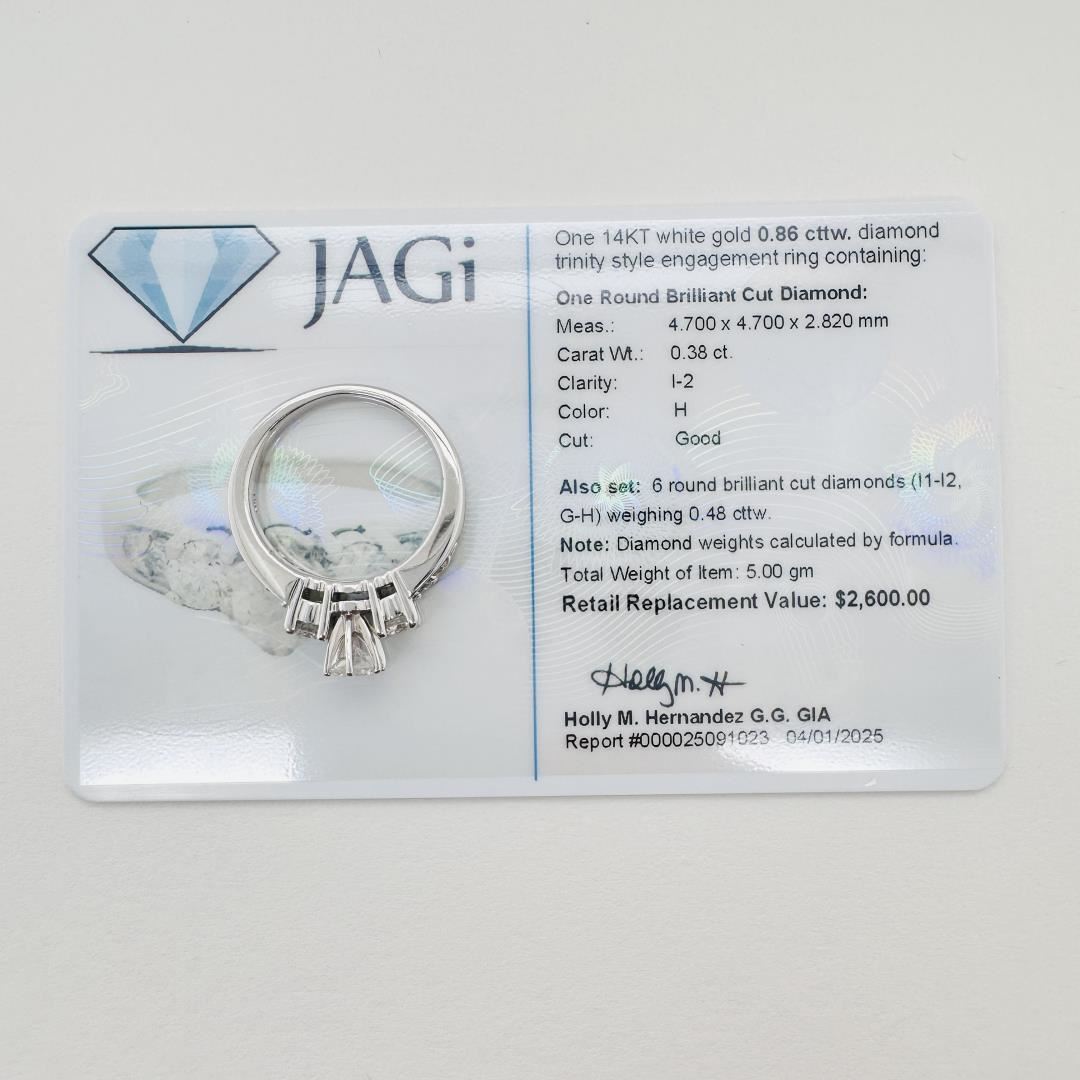 JAGi
One 14KT white gold 0.86 cttw. diamond
trinity style engagement ring containing:
One Round Brilliant Cut Diamond:
Meas.: 4.700 x 4.700 x 2.820 mm
Carat Wt.: 0.38 ct.
Clarity: I-2
Color: H
Cut: Good
Also set: 6 round brilliant cut diamonds (I1-I2,
G-H) weighing 0.48 cttw.
Note: Diamond weights calculated by formula.
Total Weight of Item: 5.00 gm
Retail Replacement Value: $2,600.00
Holly M. H
Holly M. Hernandez G.G. GIA
Report #000025091023 04/01/2025